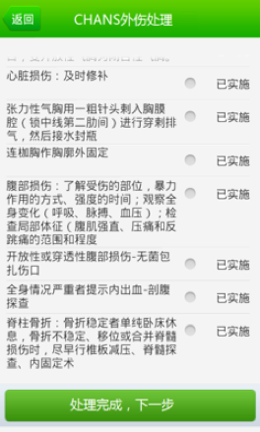 返回
CHANS外伤处理
心脏损伤：及时修补
已实施
张力性气胸用一粗针头刺入胸膜
腔（锁中线第二肋间）进行穿刺排
气，然后接水封瓶
已实施
连枷胸作胸廓外固定
已实施
腹部损伤：了解受伤的部位，暴力
作用的方式、强度的时间；观察全
身变化（呼吸、脉搏、血压）；检
查局部体征（腹肌强直、压痛和反
跳痛的范围和程度
已实施
开放性或穿透性腹部损伤-无菌包
扎伤口
已实施
全身情况严重者提示内出血-剖腹
探查
已实施
脊柱骨折：骨折稳定者单纯卧床休
息，骨折不稳定、移位或合并脊髓
损伤时，尽早行椎板减压、脊髓探
查、内固定术
已实施
处理完成，下一步